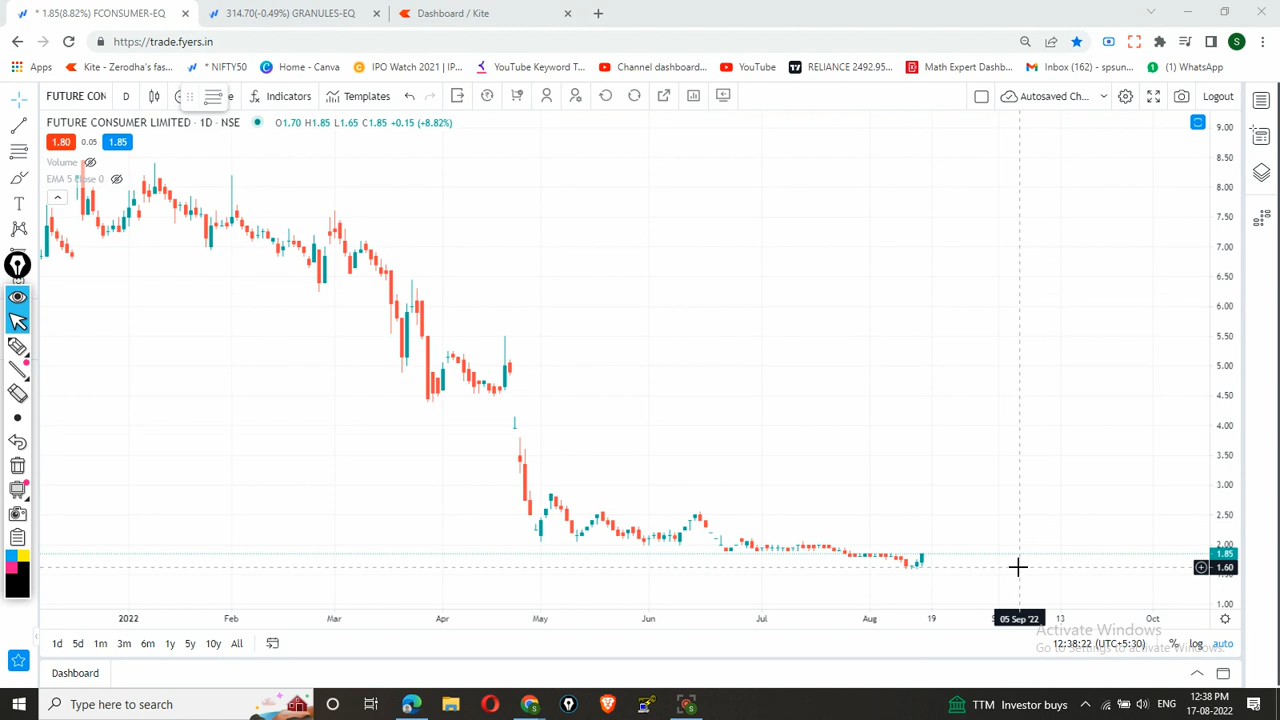 * 1.85(8.82%) FCONSUMER-EQ
314.70(-0.49%) GRANULES-EQ
Dashboard / Kite
https://trade.fyers.in
S
Apps
Kite - Zerodha's fas...
* NIFTY50
Home - Canva
IPO Watch 2021 | IP...
YouTube Keyword T...
Channel dashboard...
YouTube
RELIANCE 2492.95...
Math Expert Dashb...
Inbox (162) - spsun...
(1) WhatsApp
FUTURE CON
D
Indicators
Templates
Autosaved Ch...
Logout
FUTURE CONSUMER LIMITED · 1D · NSE
O1.70 H1.85 L1.65 C1.85 +0.15 (+8.82%)
1.80 0.05 1.85
Volume
EMA 5 close 0
9.00
8.50
8.00
7.50
7.00
6.50
6.00
5.50
5.00
4.50
4.00
3.50
3.00
2.50
2.00
1.85
1.60
1.00
2022 Feb Mar Apr May Jun Jul Aug 19 05 Sep '22 13 Oct
1d 5d 1m 3m 6m 1y 5y 10y All
12:38:22 (UTC+5:30) % log auto
Activate Windows
Go to Settings to activate Windows.
Dashboard
Type here to search
TTM Investor buys
ENG
12:38 PM
17-08-2022